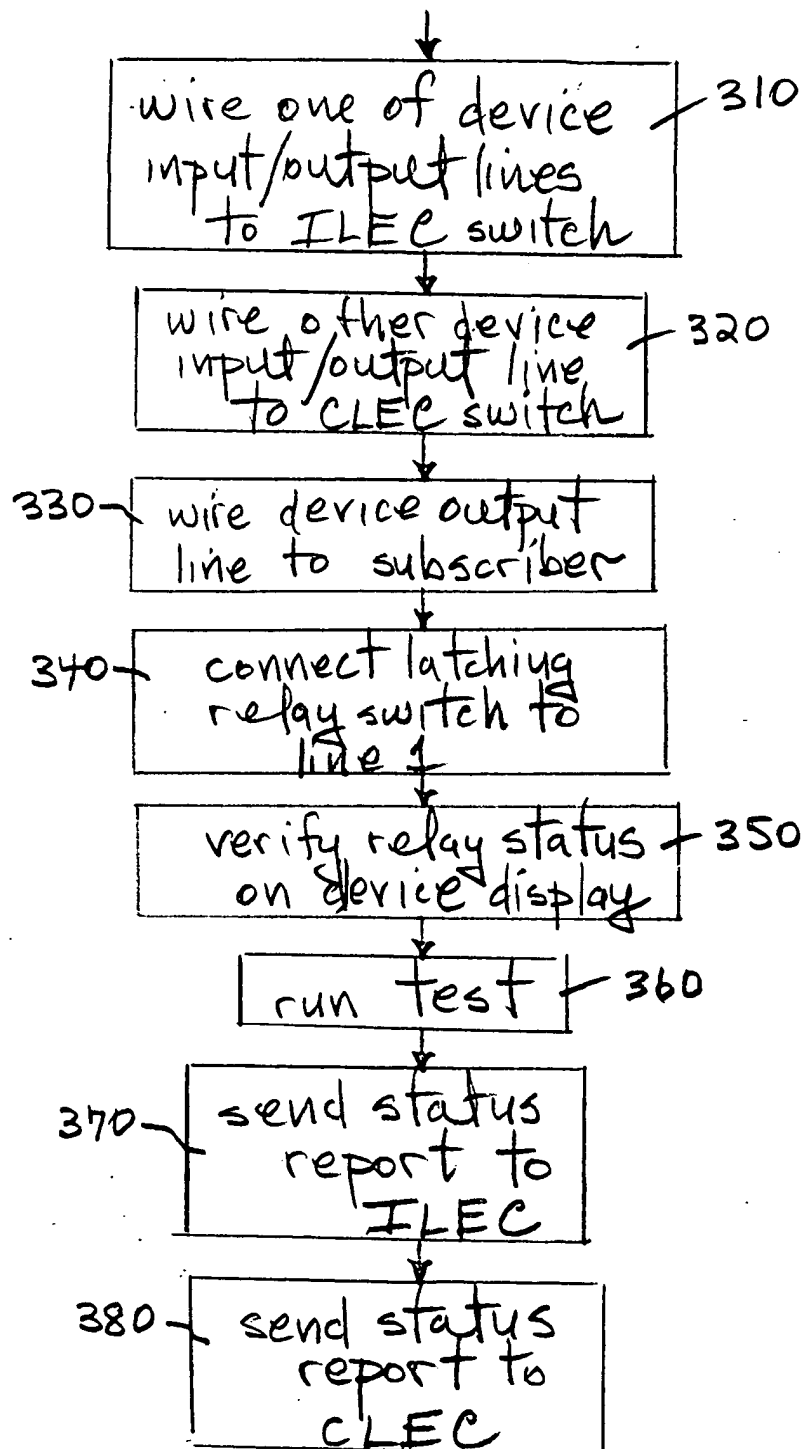 wire one of device
input/output lines
to ILEC switch
310
wire other device
input/output line
to CLEC switch
320
330
wire device output
line to subscriber
340
connect latching
relay switch to
line 1
verify relay status
on device display
350
run test
360
370
send status
report to
ILEC
380
send status
report to
CLEC